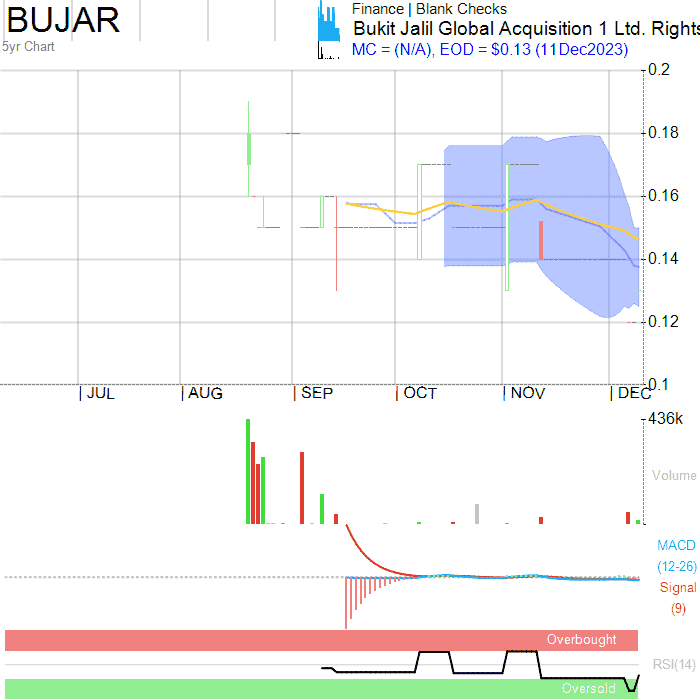 BUJAR
5yr Chart
Finance | Blank Checks
Bukit Jalil Global Acquisition 1 Ltd. Rights
MC = (N/A), EOD = $0.13 (11Dec2023)
0.2
0.18
0.16
0.14
0.12
0.1
JUL AUG SEP OCT NOV DEC
436k
Volume
MACD
(12-26)
Signal
(9)
Overbought
RSI(14)
Oversold